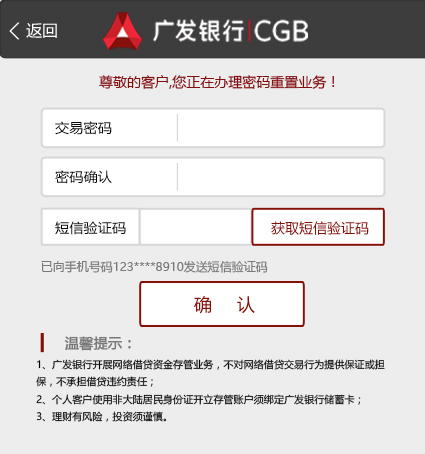 返回
广发银行|CGB
尊敬的客户,您正在办理密码重置业务！
交易密码
密码确认
短信验证码 获取短信验证码
已向手机号码123****8910发送短信验证码
确 认
温馨提示：
1、广发银行开展网络借贷资金存管业务，不对网络借贷交易行为提供保证或担
保，不承担借贷违约责任；
2、个人客户使用非大陆居民身份证开立存管账户须绑定广发银行储蓄卡；
3、理财有风险，投资须谨慎。